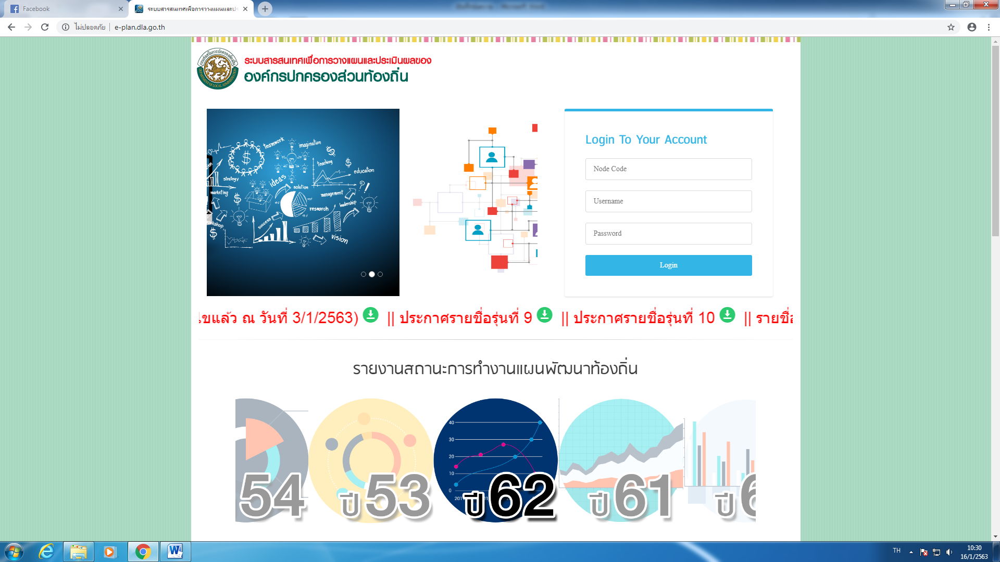 Facebook
ระบบสารสนเทศเพื่อการวางแผนและประ
ไม่ปลอดภัย
e-plan.dla.go.th
ระบบสารสนเทศเพื่อการวางแผนและประเมินผลของ
องค์กรปกครองส่วนท้องถิ่น
DEPARTMENT OF LOCAL ADMINISTRATION
teamwork
imagination
teaching
education
strategy
ideas
solution
marketing
management
research
leadership
success
workshop
vision
Login To Your Account
Node Code
Username
Password
Login
ขแล้ว ณ วันที่ 3/1/2563) || ประกาศรายชื่อรุ่นที่ 9 || ประกาศรายชื่อรุ่นที่ 10 || รายชื่อ
รายงานสถานะการทำงานแผนพัฒนาท้องถิ่น
40
30
20
10
0
54
ปี 53
ปี 62
ปี 61
ปี 6
TH
10:30
16/1/2563